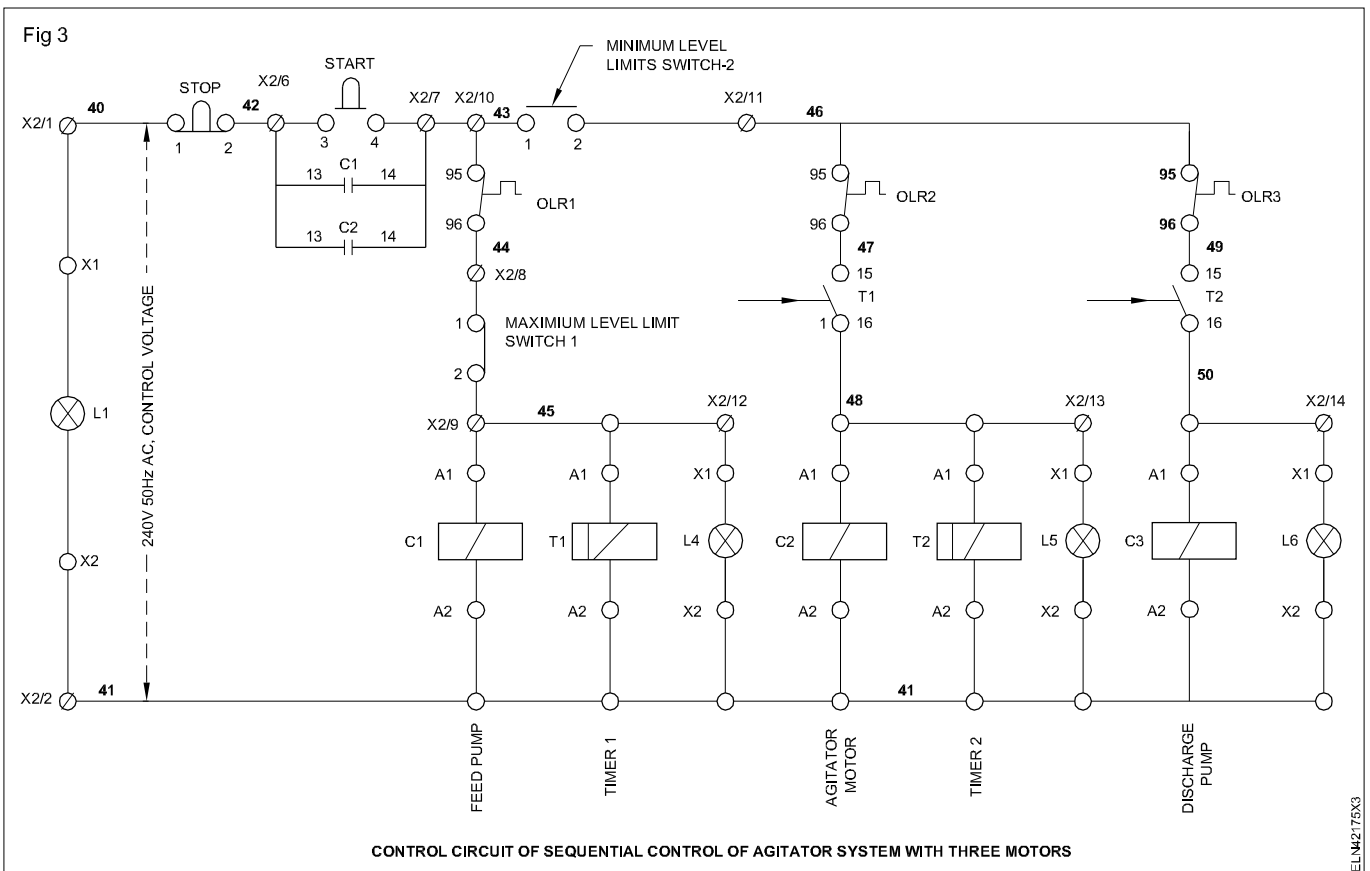 Fig 3
MINIMUM LEVEL
LIMITS SWITCH-2
START
STOP
X2/6
X2/7
X2/10
X2/11
X2/1
40
42
43
46
1
2
3
4
1
2
13
C1
14
13
C2
14
95
OLR1
96
44
X2/8
1
MAXIMIUM LEVEL LIMIT
SWITCH 1
2
95
OLR2
96
47
15
T1
1
16
95
OLR3
96
49
15
T2
16
50
X1
L1
X2
240V 50Hz AC, CONTROL VOLTAGE
X2/9
45
X2/12
48
X2/13
X2/14
A1
A1
X1
A1
A1
X1
A1
X1
C1
T1
L4
C2
T2
L5
C3
L6
A2
A2
X2
A2
A2
X2
A2
X2
X2/2
41
41
FEED PUMP
TIMER 1
AGITATOR
MOTOR
TIMER 2
DISCHARGE
PUMP
CONTROL CIRCUIT OF SEQUENTIAL CONTROL OF AGITATOR SYSTEM WITH THREE MOTORS
ELN42175X3